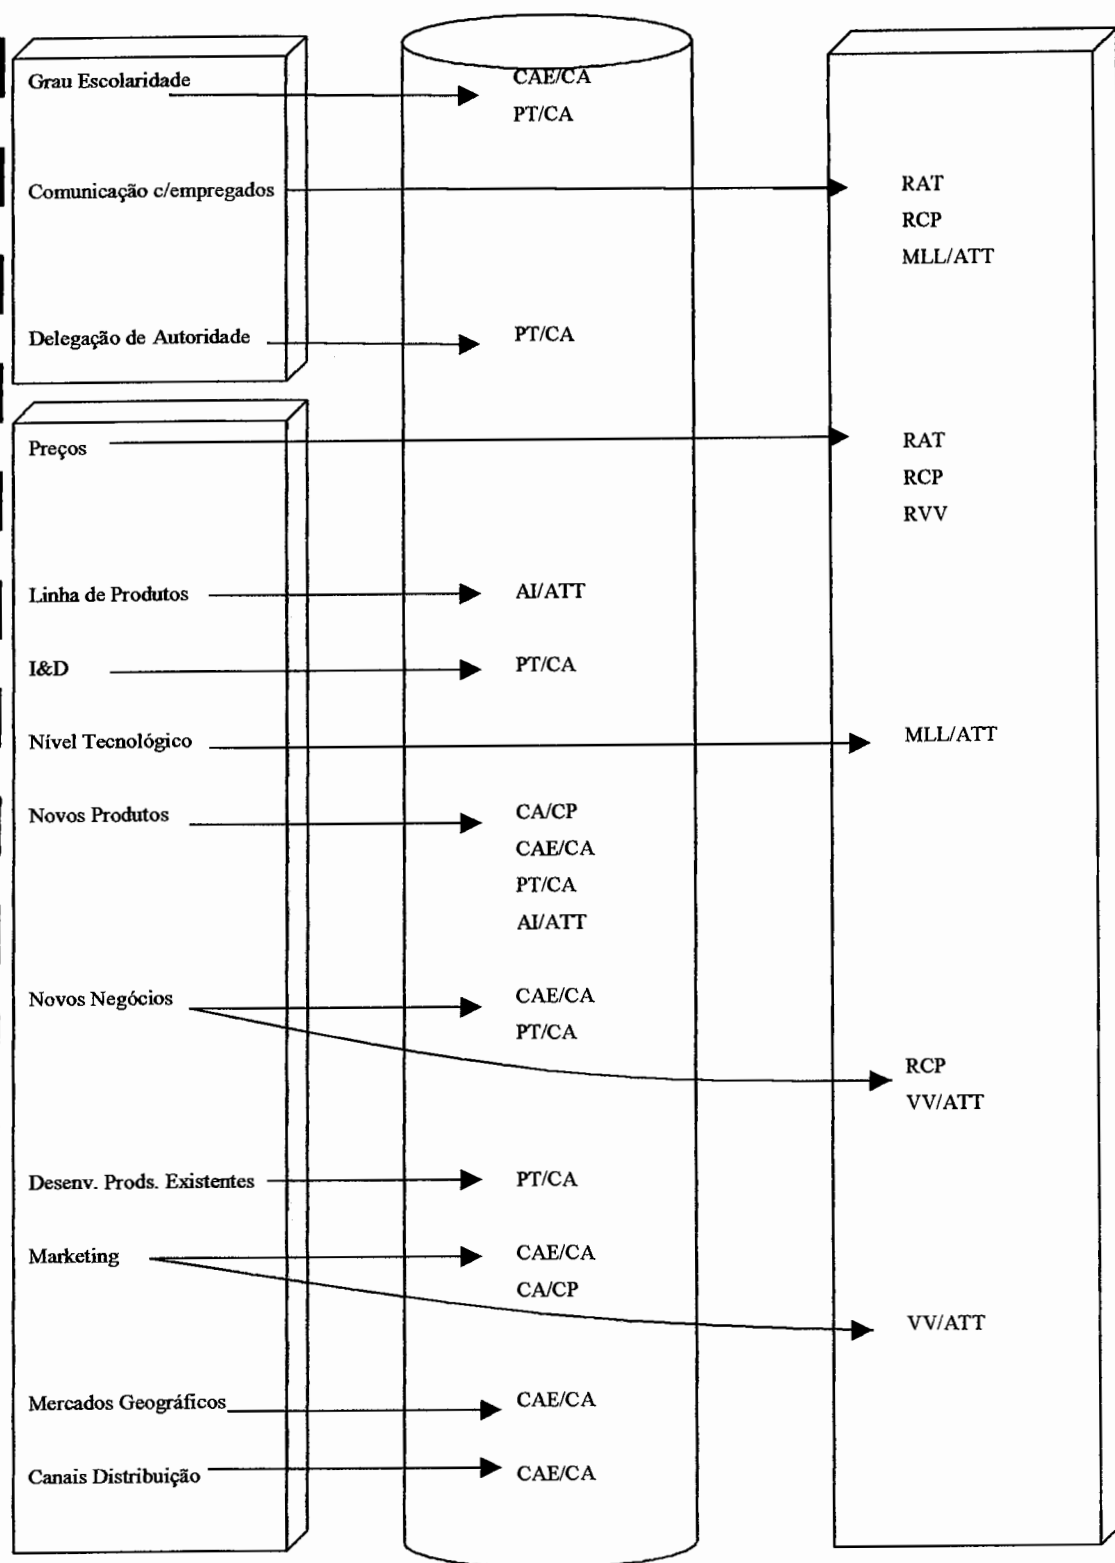 Grau Escolaridade
CAE/CA
PT/CA
Comunicação c/empregados
RAT
RCP
MLL/ATT
Delegação de Autoridade
PT/CA
Preços
RAT
RCP
RVV
Linha de Produtos
AI/ATT
I&D
PT/CA
Nível Tecnológico
MLL/ATT
Novos Produtos
CA/CP
CAE/CA
PT/CA
AI/ATT
Novos Negócios
CAE/CA
PT/CA
RCP
VV/ATT
Desenv. Prods. Existentes
PT/CA
Marketing
CAE/CA
CA/CP
VV/ATT
Mercados Geográficos
CAE/CA
Canais Distribuição
CAE/CA